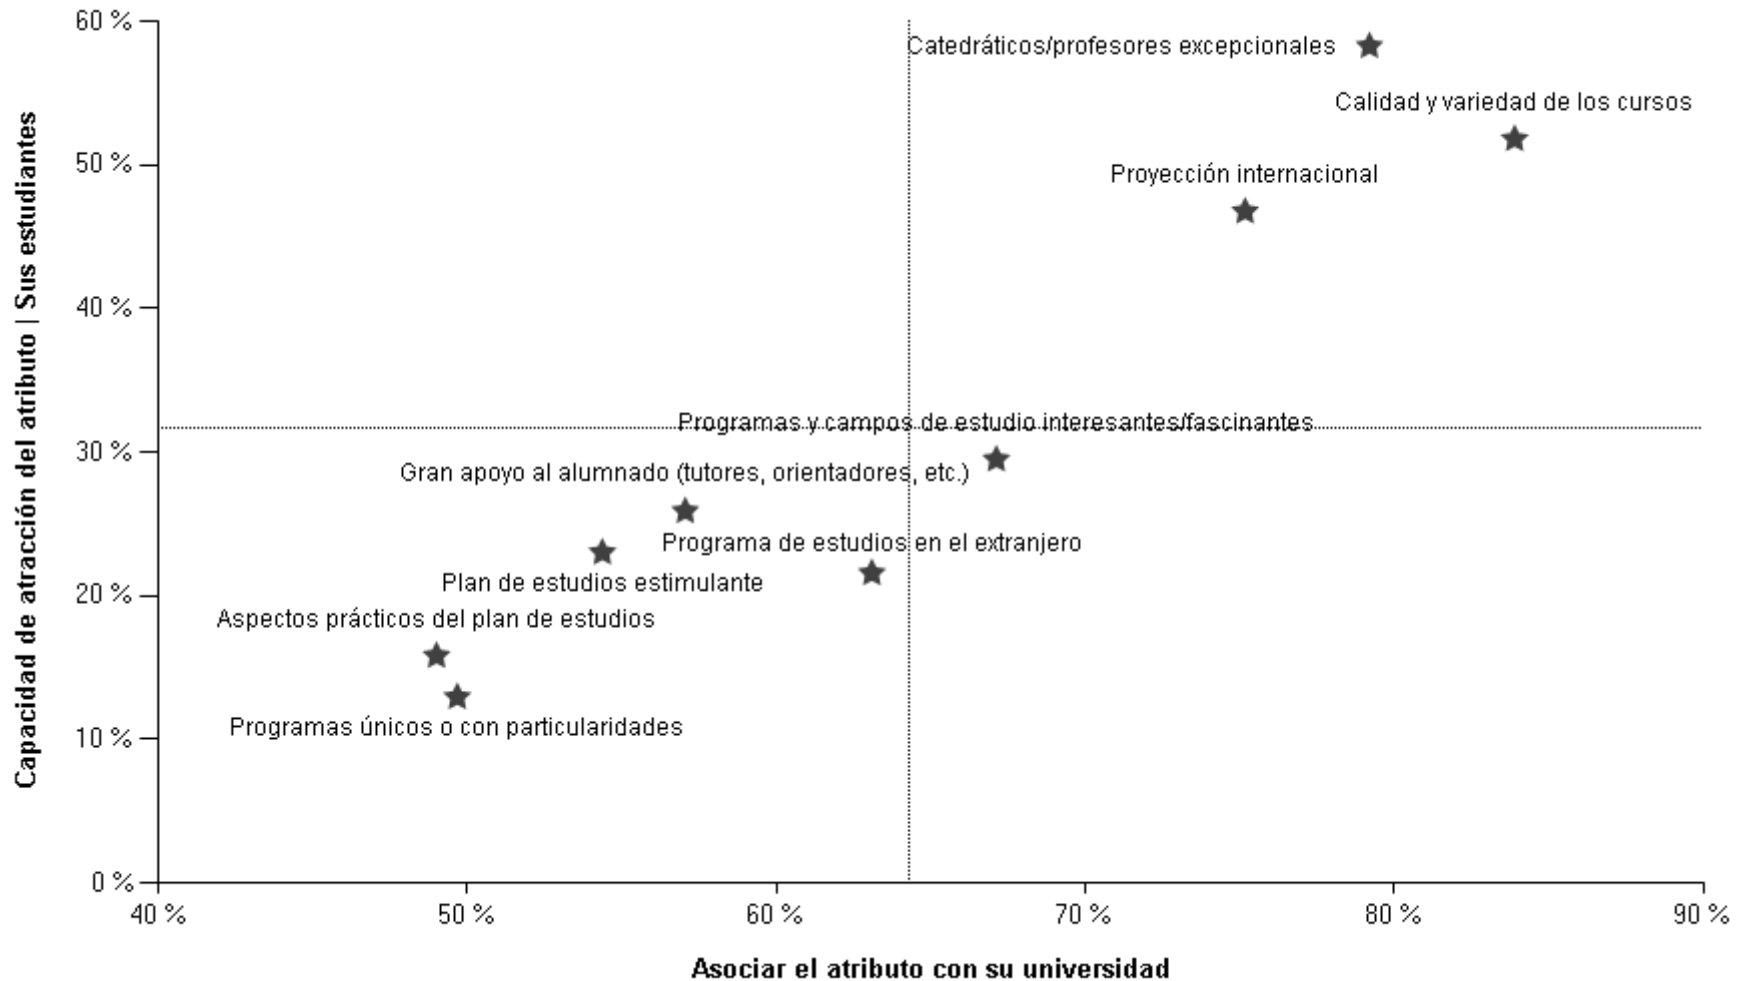 60 %
Catedráticos/profesores excepcionales
Calidad y variedad de los cursos
50 %
Proyección internacional
40 %
Programas y campos de estudio interesantes/fascinantes
30 %
Gran apoyo al alumnado (tutores, orientadores, etc.)
Programa de estudios en el extranjero
Plan de estudios estimulante
20 %
Aspectos prácticos del plan de estudios
Programas únicos o con particularidades
10 %
0 %
40 %
50 %
60 %
70 %
80 %
90 %
Asociar el atributo con su universidad
Capacidad de atracción del atributo | Sus estudiantes